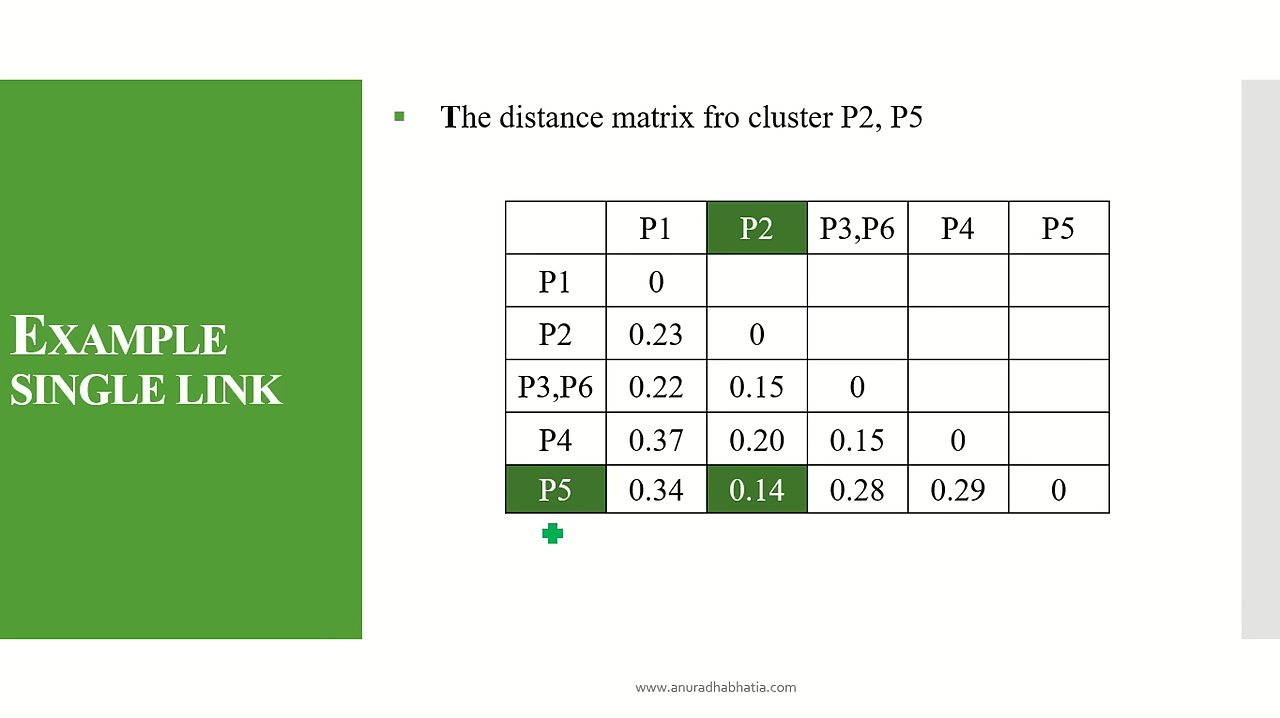 EXAMPLE
SINGLE LINK
The distance matrix fro cluster P2, P5
P1 P2 P3,P6 P4 P5
P1 0
P2 0.23 0
P3,P6 0.22 0.15 0
P4 0.37 0.20 0.15 0
P5 0.34 0.14 0.28 0.29 0
www.anuradhabhatia.com